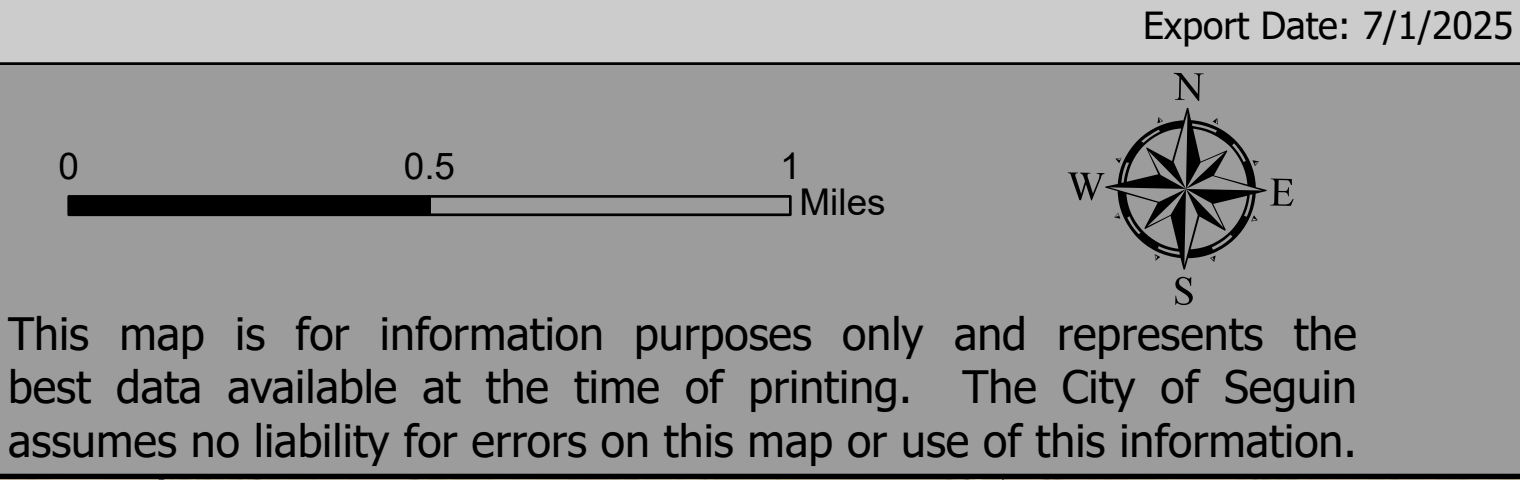 Export Date: 7/1/2025
N
0 0.5 1
Miles
W E
S
This map is for information purposes only and represents the
best data available at the time of printing. The City of Seguin
assumes no liability for errors on this map or use of this information.